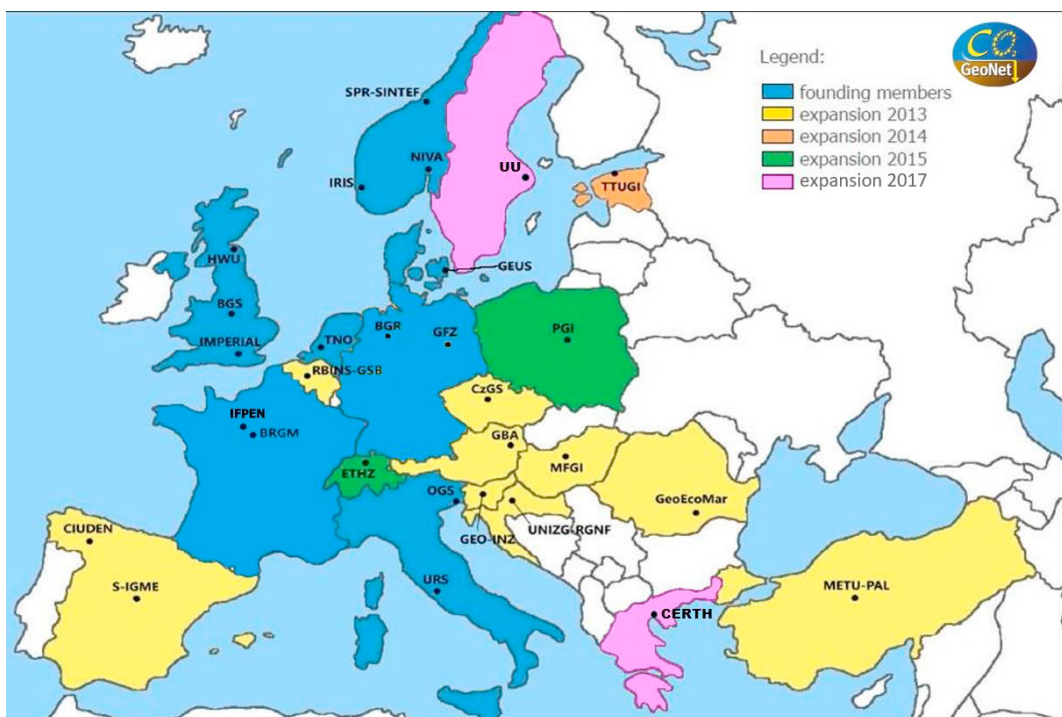 CO2
GeoNet
Legend:
founding members
expansion 2013
expansion 2014
expansion 2015
expansion 2017
SPR-SINTEF
NIVA
UU
IRIS
TTUGI
HWU
GEUS
BGS
BGR
GFZ
PGI
IMPERIAL
TNO
RBINS-GSB
CzGS
IFPEN
BRGM
GBA
MFGI
ETHZ
OGS
GeoEcoMar
CIUDEN
GEO-INZ
UNIZG-RGNF
S-IGME
URS
METU-PAL
CERTH